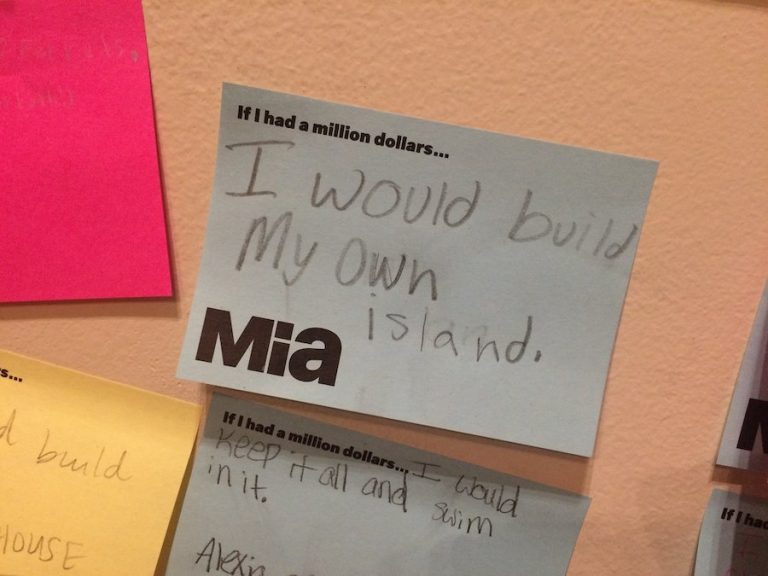 If I had a million dollars...
I would build
My Own
island.
Mia
If I had a million dollars...
I would
Keep it all and swim
in it.
s...
build
HOUSE
If I had